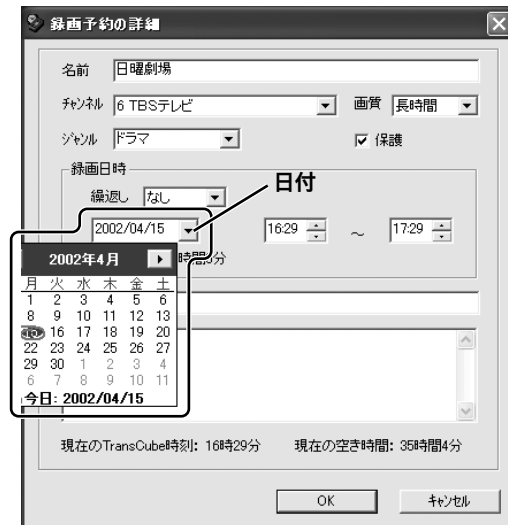 録画予約の詳細
名前 日曜劇場
チャンネル 6 TBSテレビ 画質 長時間
ジャンル ドラマ 保護
録画日時
繰返し なし 日付
2002/04/15 16:29 ～ 17:29
2002年4月
月 火 水 木 金 土
1 2 3 4 5 6
8 9 10 11 12 13
15 16 17 18 19 20
22 23 24 25 26 27
29 30 1 2 3 4
6 7 8 9 10 11
今日: 2002/04/15
現在のTransCube時刻: 16時29分 現在の空き時間: 35時間4分
OK キャンセル